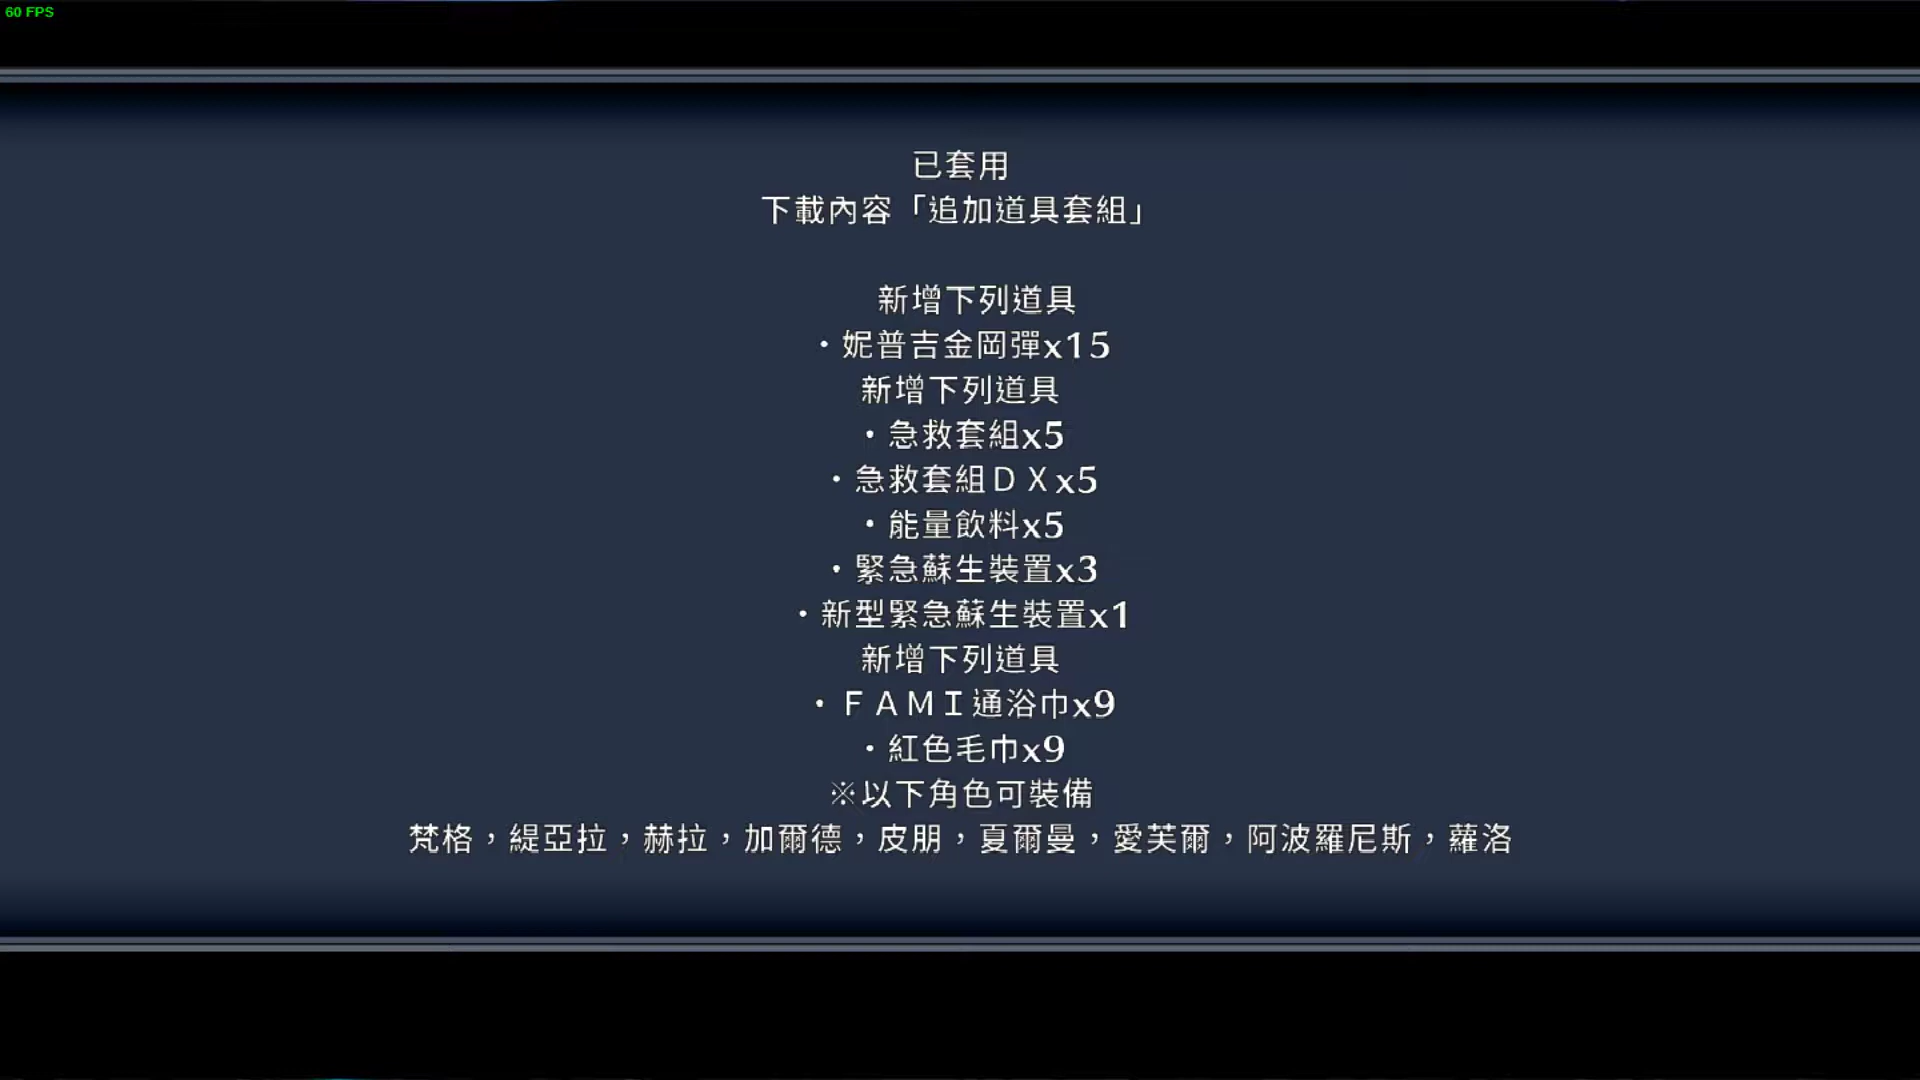 60 FPS
已套用
下載內容「追加道具套組」
新增下列道具
・妮普吉金岡彈x15
新增下列道具
・急救套組x5
・急救套組ＤＸx5
・能量飲料x5
・緊急蘇生裝置x3
・新型緊急蘇生裝置x1
新增下列道具
・ＦＡＭＩ通浴巾x9
・紅色毛巾x9
※以下角色可裝備
梵格，緹亞拉，赫拉，加爾德，皮朋，夏爾曼，愛芙爾，阿波羅尼斯，蘿洛